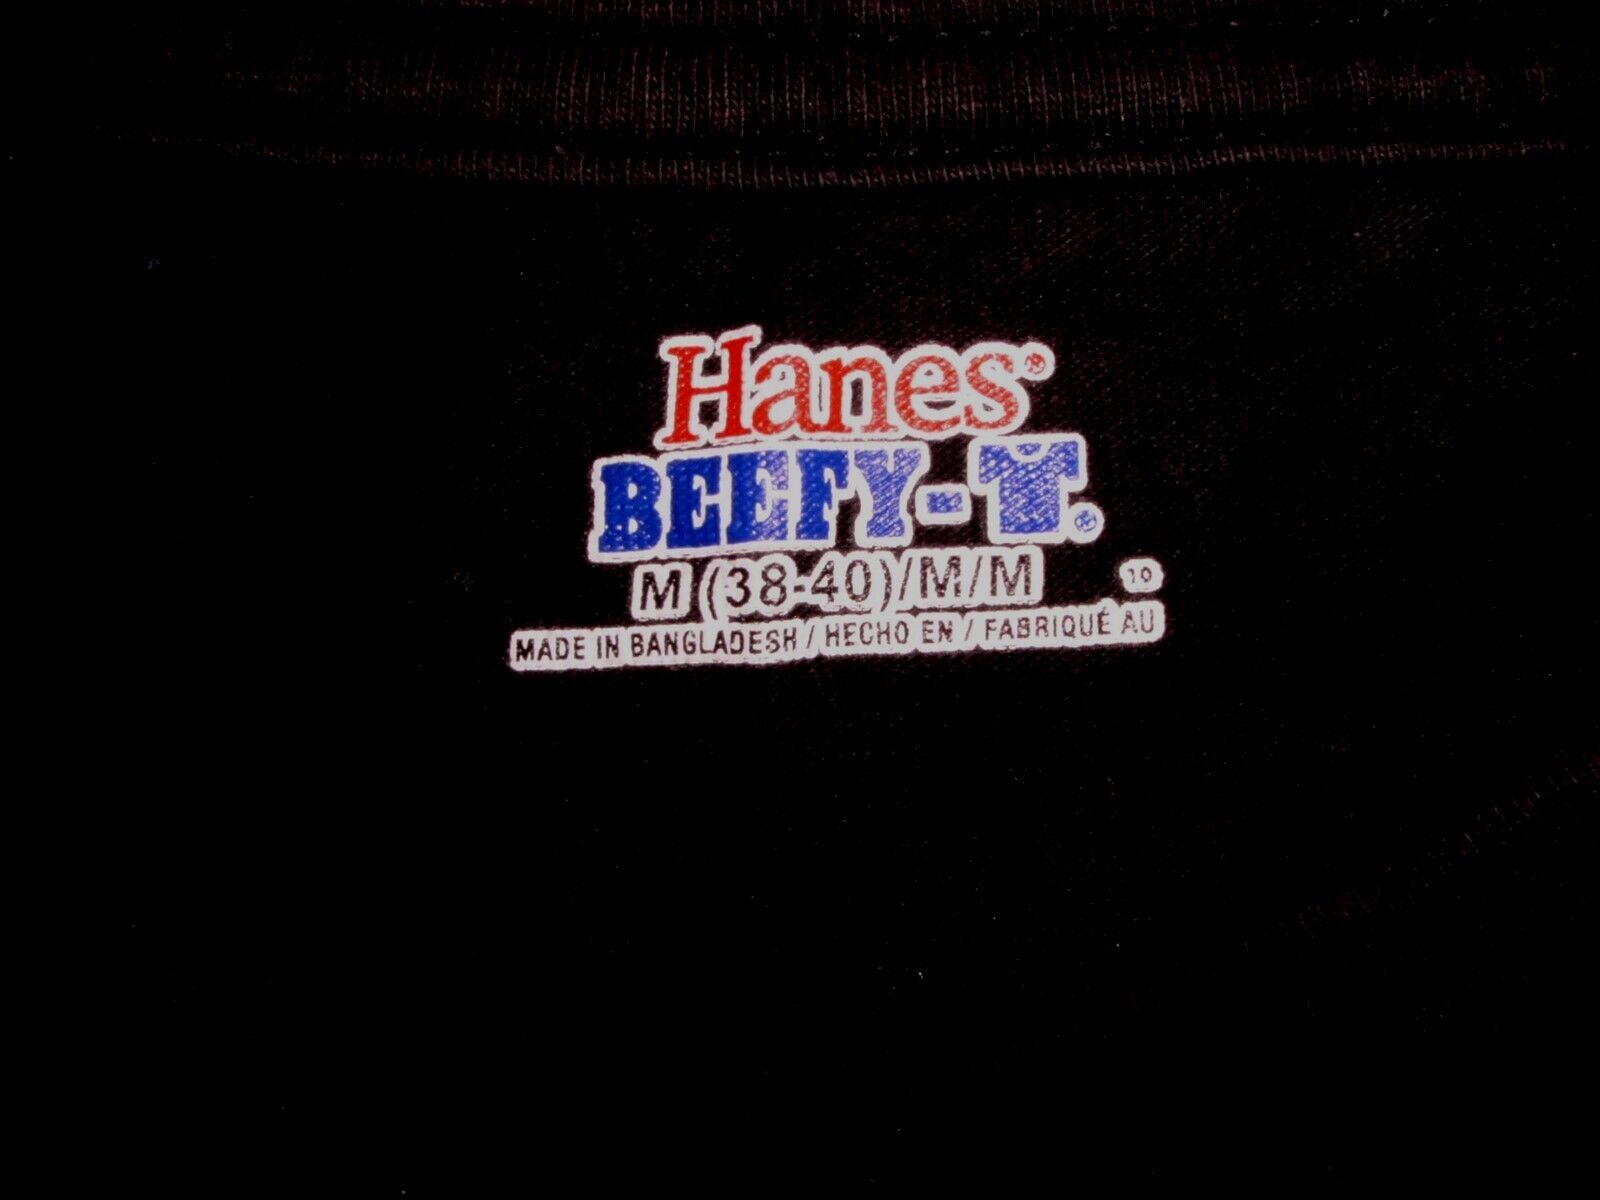 Hanes®
BEEFY-T®
M (38-40)/M/M 10
MADE IN BANGLADESH / HECHO EN / FABRIQUÉ AU